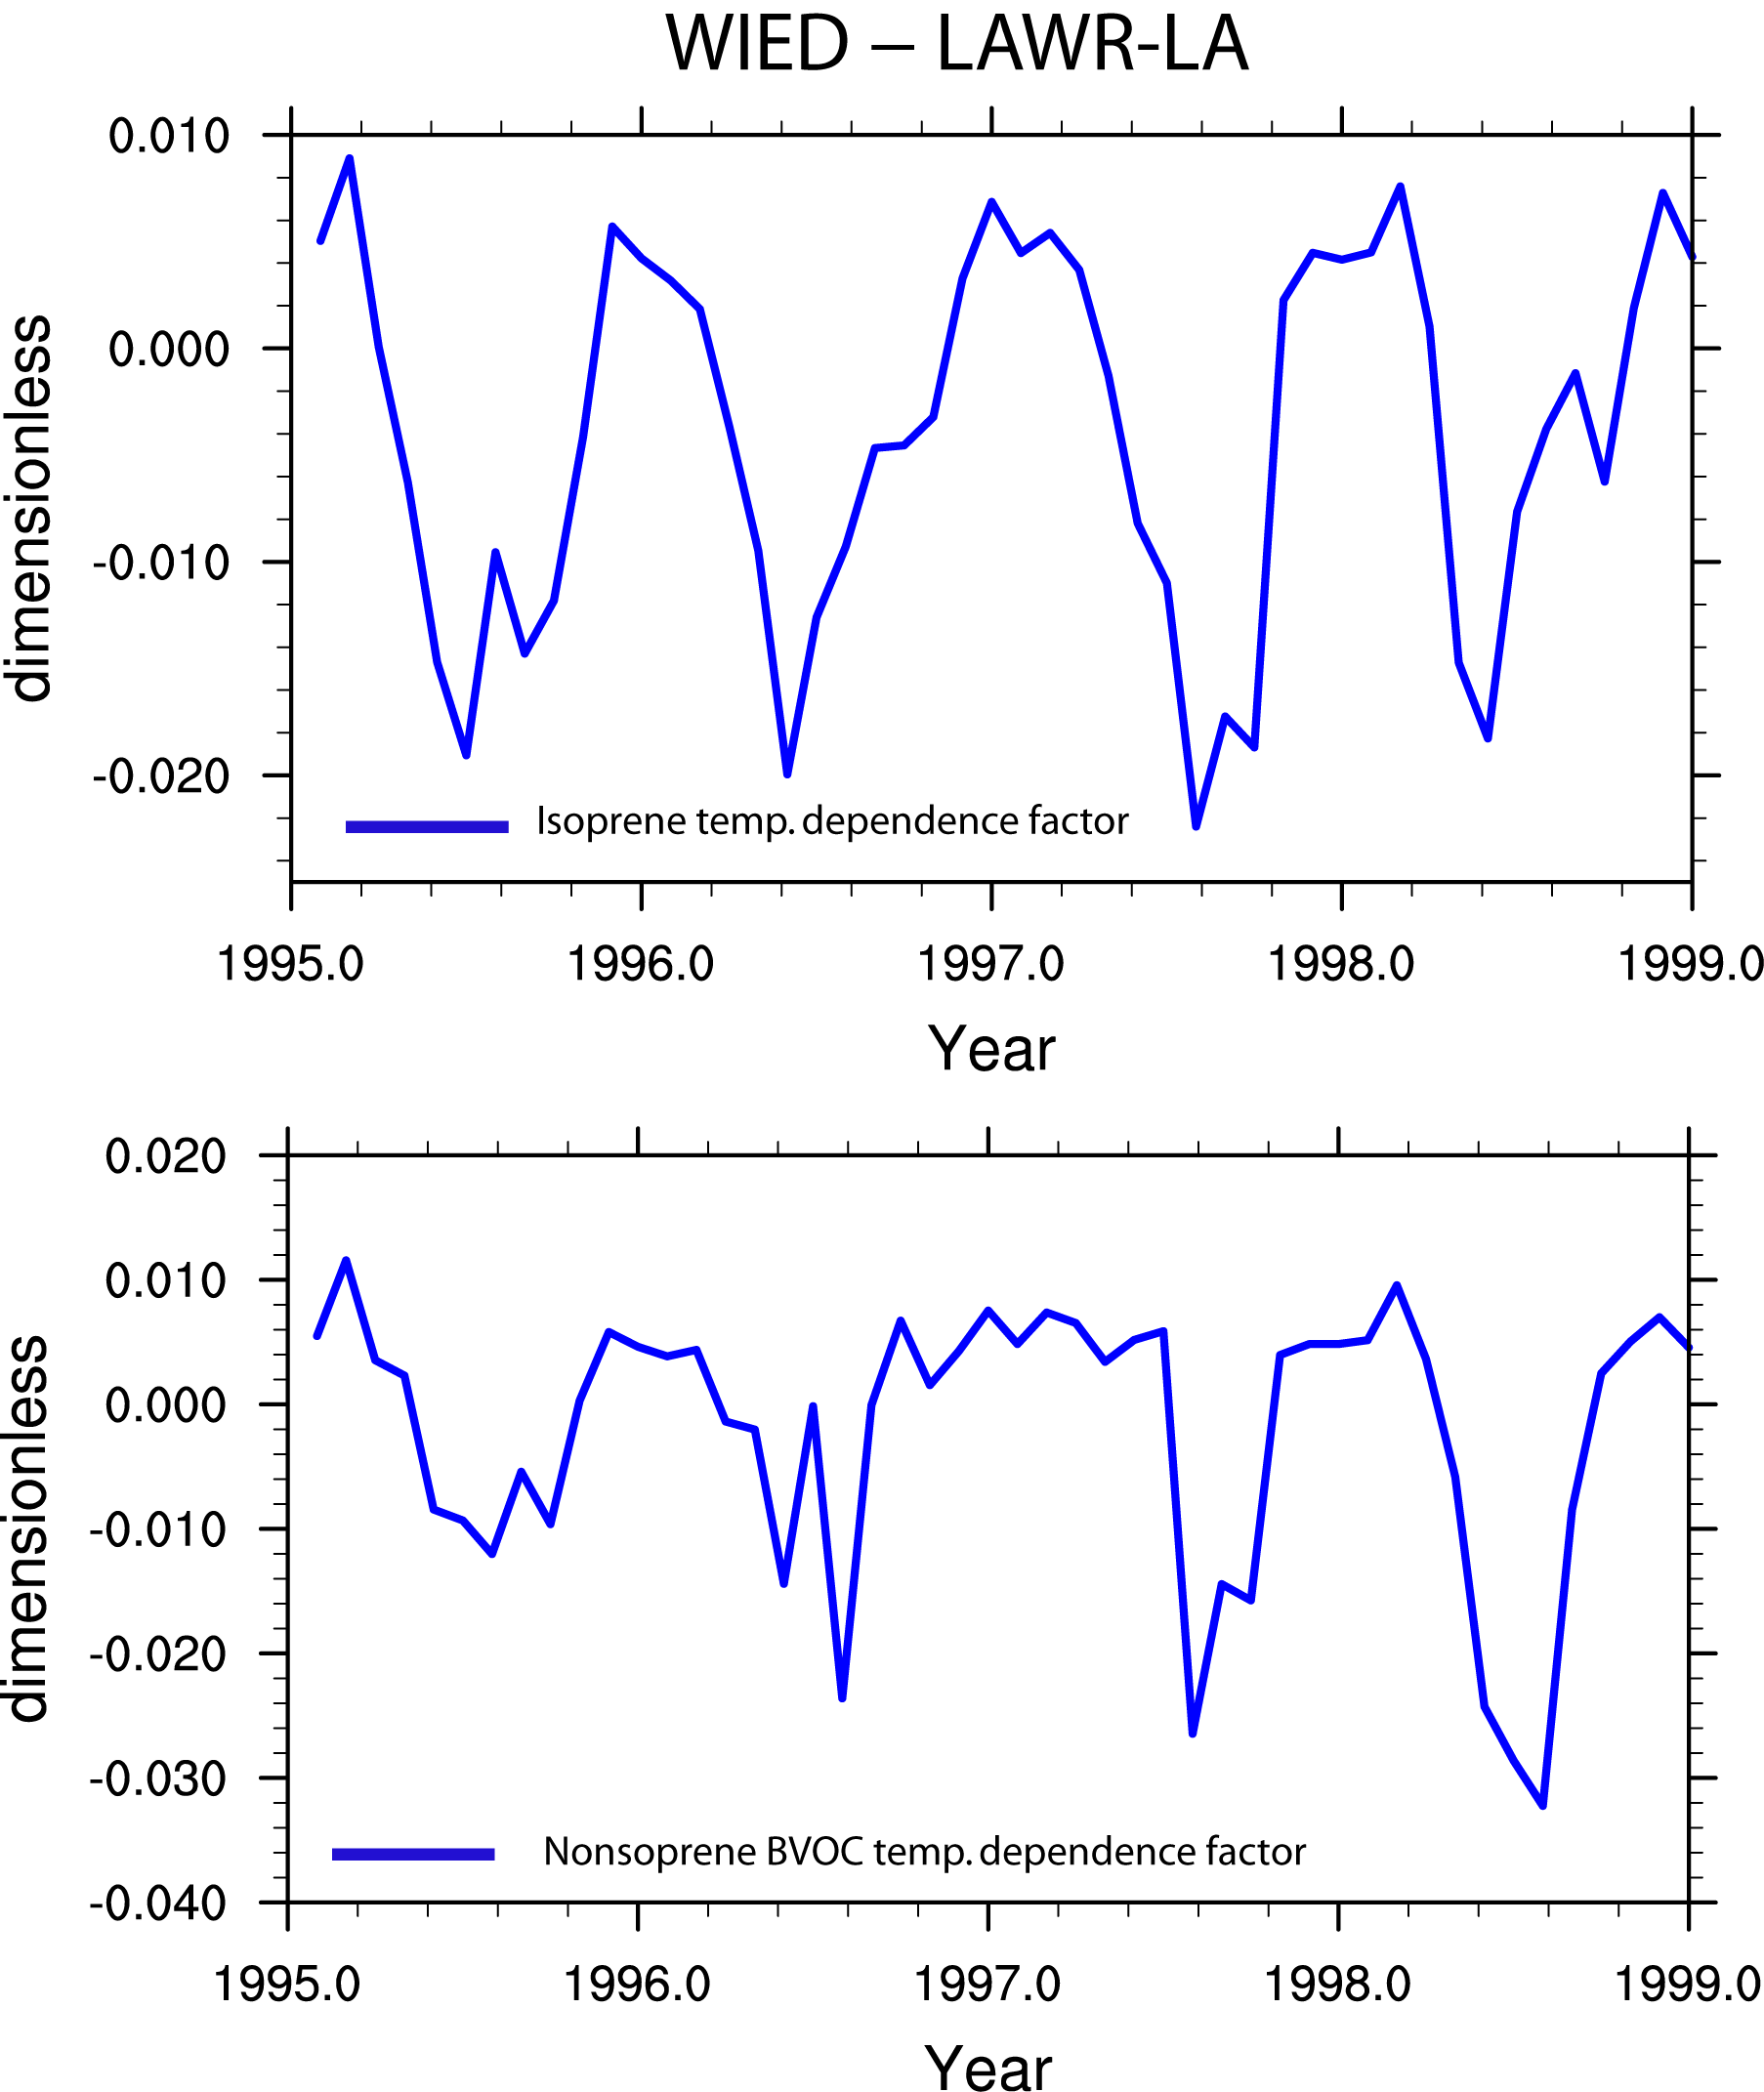 WIED – LAWR-LA
0.010
0.000
-0.010
-0.020
dimensionless
Isoprene temp. dependence factor
1995.0 1996.0 1997.0 1998.0 1999.0
Year
0.020
0.010
0.000
-0.010
-0.020
-0.030
-0.040
dimensionless
Nonsoprene BVOC temp. dependence factor
1995.0 1996.0 1997.0 1998.0 1999.0
Year